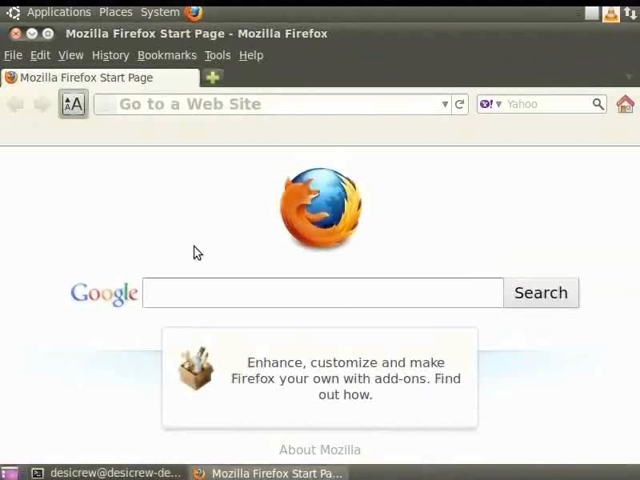 Applications Places System
Mozilla Firefox Start Page - Mozilla Firefox
File Edit View History Bookmarks Tools Help
Mozilla Firefox Start Page
AA Go to a Web Site Y! Yahoo
Google Search
Enhance, customize and make
Firefox your own with add-ons. Find
out how.
About Mozilla
desicrew@desicrew-de... Mozilla Firefox Start Pa...